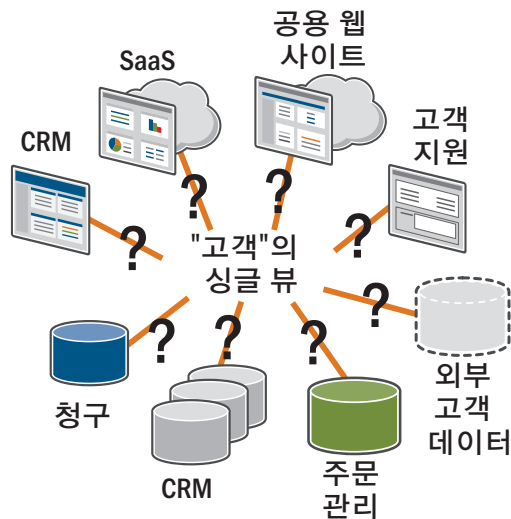 공용 웹
사이트
SaaS
고객
지원
CRM
?
?
?
?
"고객"의
싱글 뷰
?
?
?
?
외부
고객
데이터
청구
CRM
주문
관리